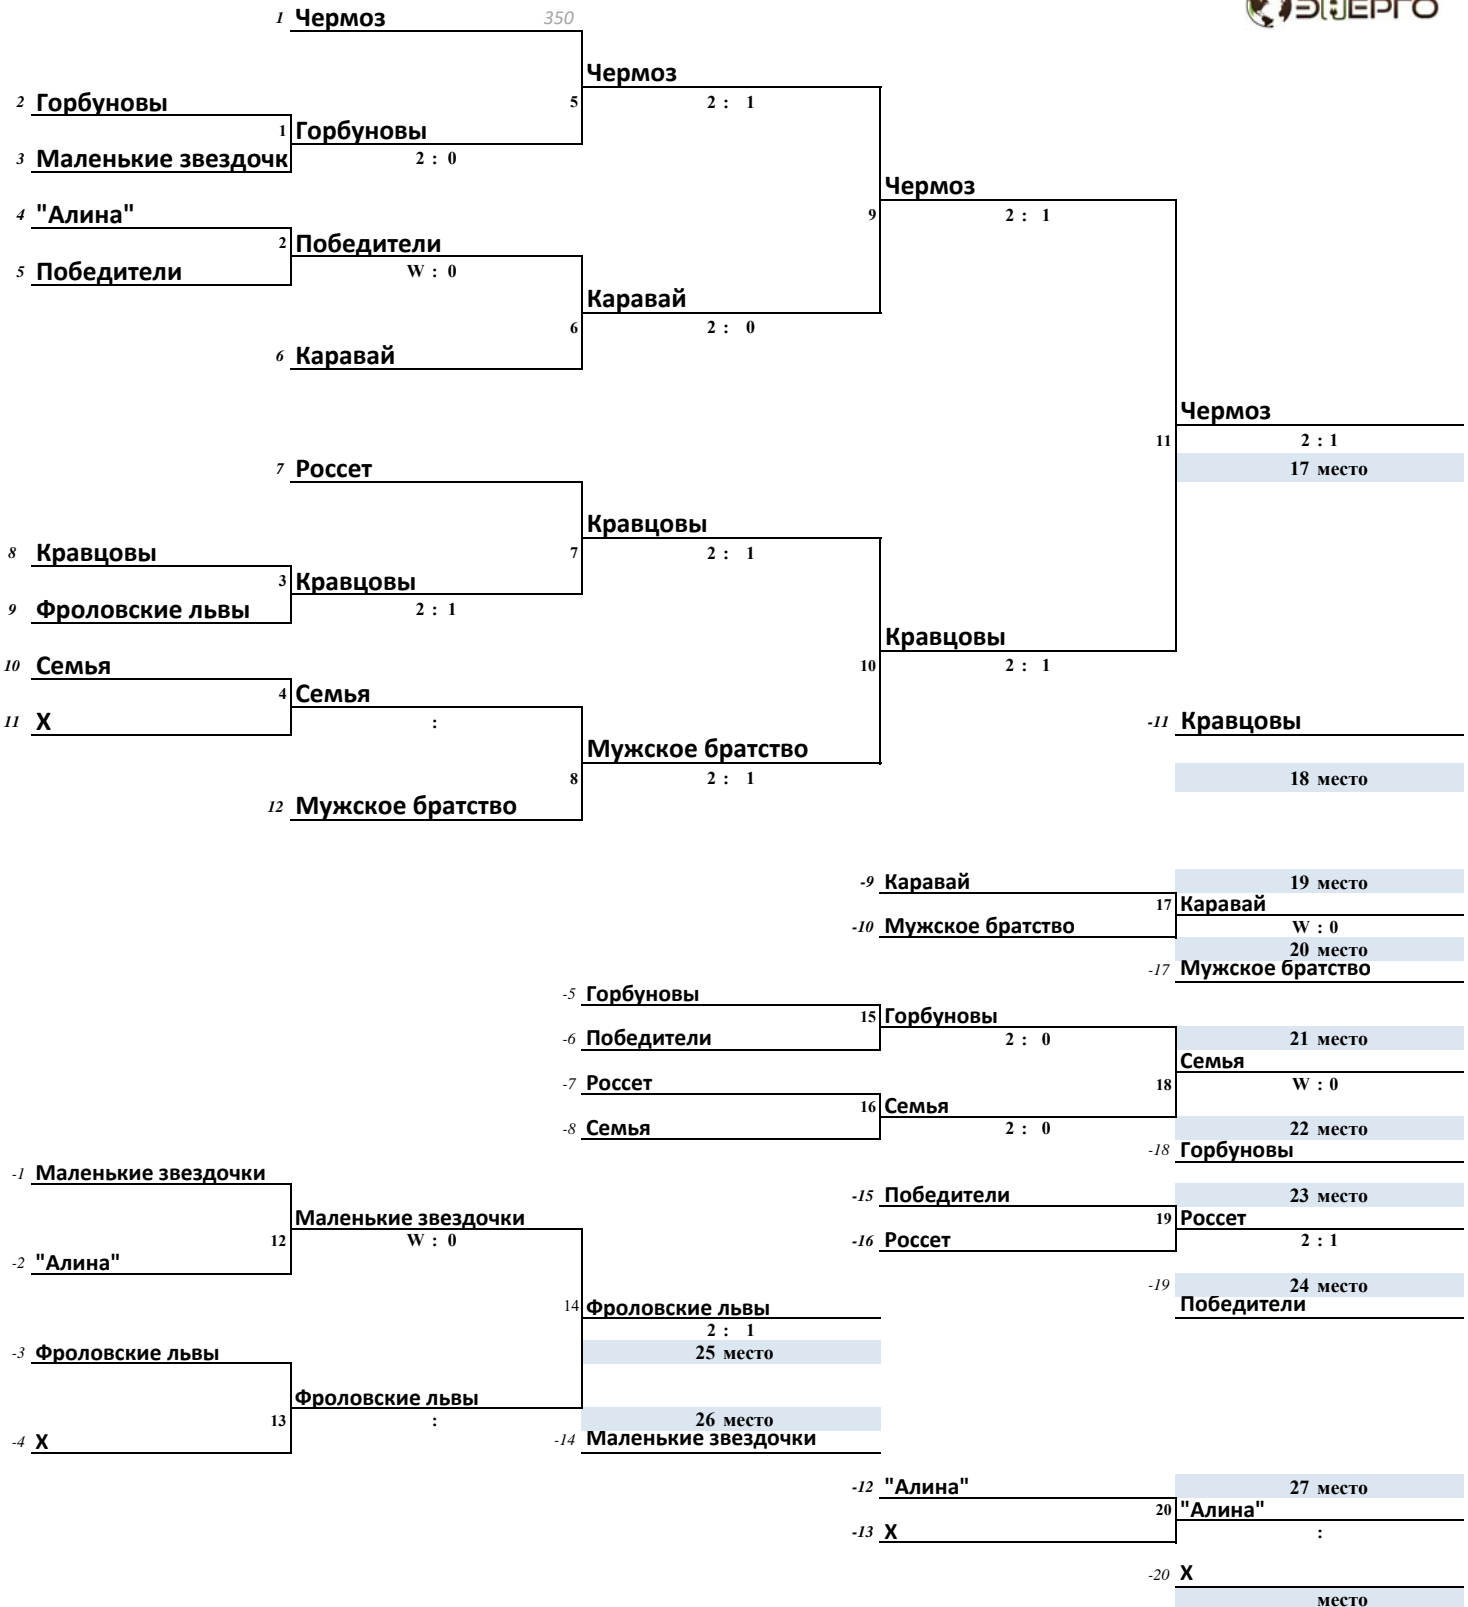 1 Чермоз 350
ЭНЕРГО
Чермоз
2 Горбуновы 5 2 : 1
1 Горбуновы
3 Маленькие звездочк 2 : 0
Чермоз
4 "Алина" 9 2 : 1
2 Победители
5 Победители W : 0
Каравай
6 2 : 0
6 Каравай
Чермоз
11 2 : 1
7 Россет 17 место
Кравцовы
8 Кравцовы 7 2 : 1
3 Кравцовы
9 Фроловские львы 2 : 1
Кравцовы
10 Семья 10 2 : 1
4 Семья
11 Х : -11 Кравцовы
Мужское братство
8 2 : 1 18 место
12 Мужское братство
-9 Каравай 19 место
17 Каравай
-10 Мужское братство W : 0
20 место
-17 Мужское братство
-5 Горбуновы
15 Горбуновы
-6 Победители 2 : 0 21 место
Семья
-7 Россет 18 W : 0
16 Семья
-8 Семья 2 : 0 22 место
-18 Горбуновы
-1 Маленькие звездочки
-15 Победители 23 место
Маленькие звездочки 19 Россет
12 W : 0 -16 Россет 2 : 1
-2 "Алина"
-19 24 место
14 Фроловские львы Победители
2 : 1
-3 Фроловские львы 25 место
Фроловские львы
13 : 26 место
-4 Х -14 Маленькие звездочки
-12 "Алина" 27 место
20 "Алина"
-13 Х :
-20 Х
место